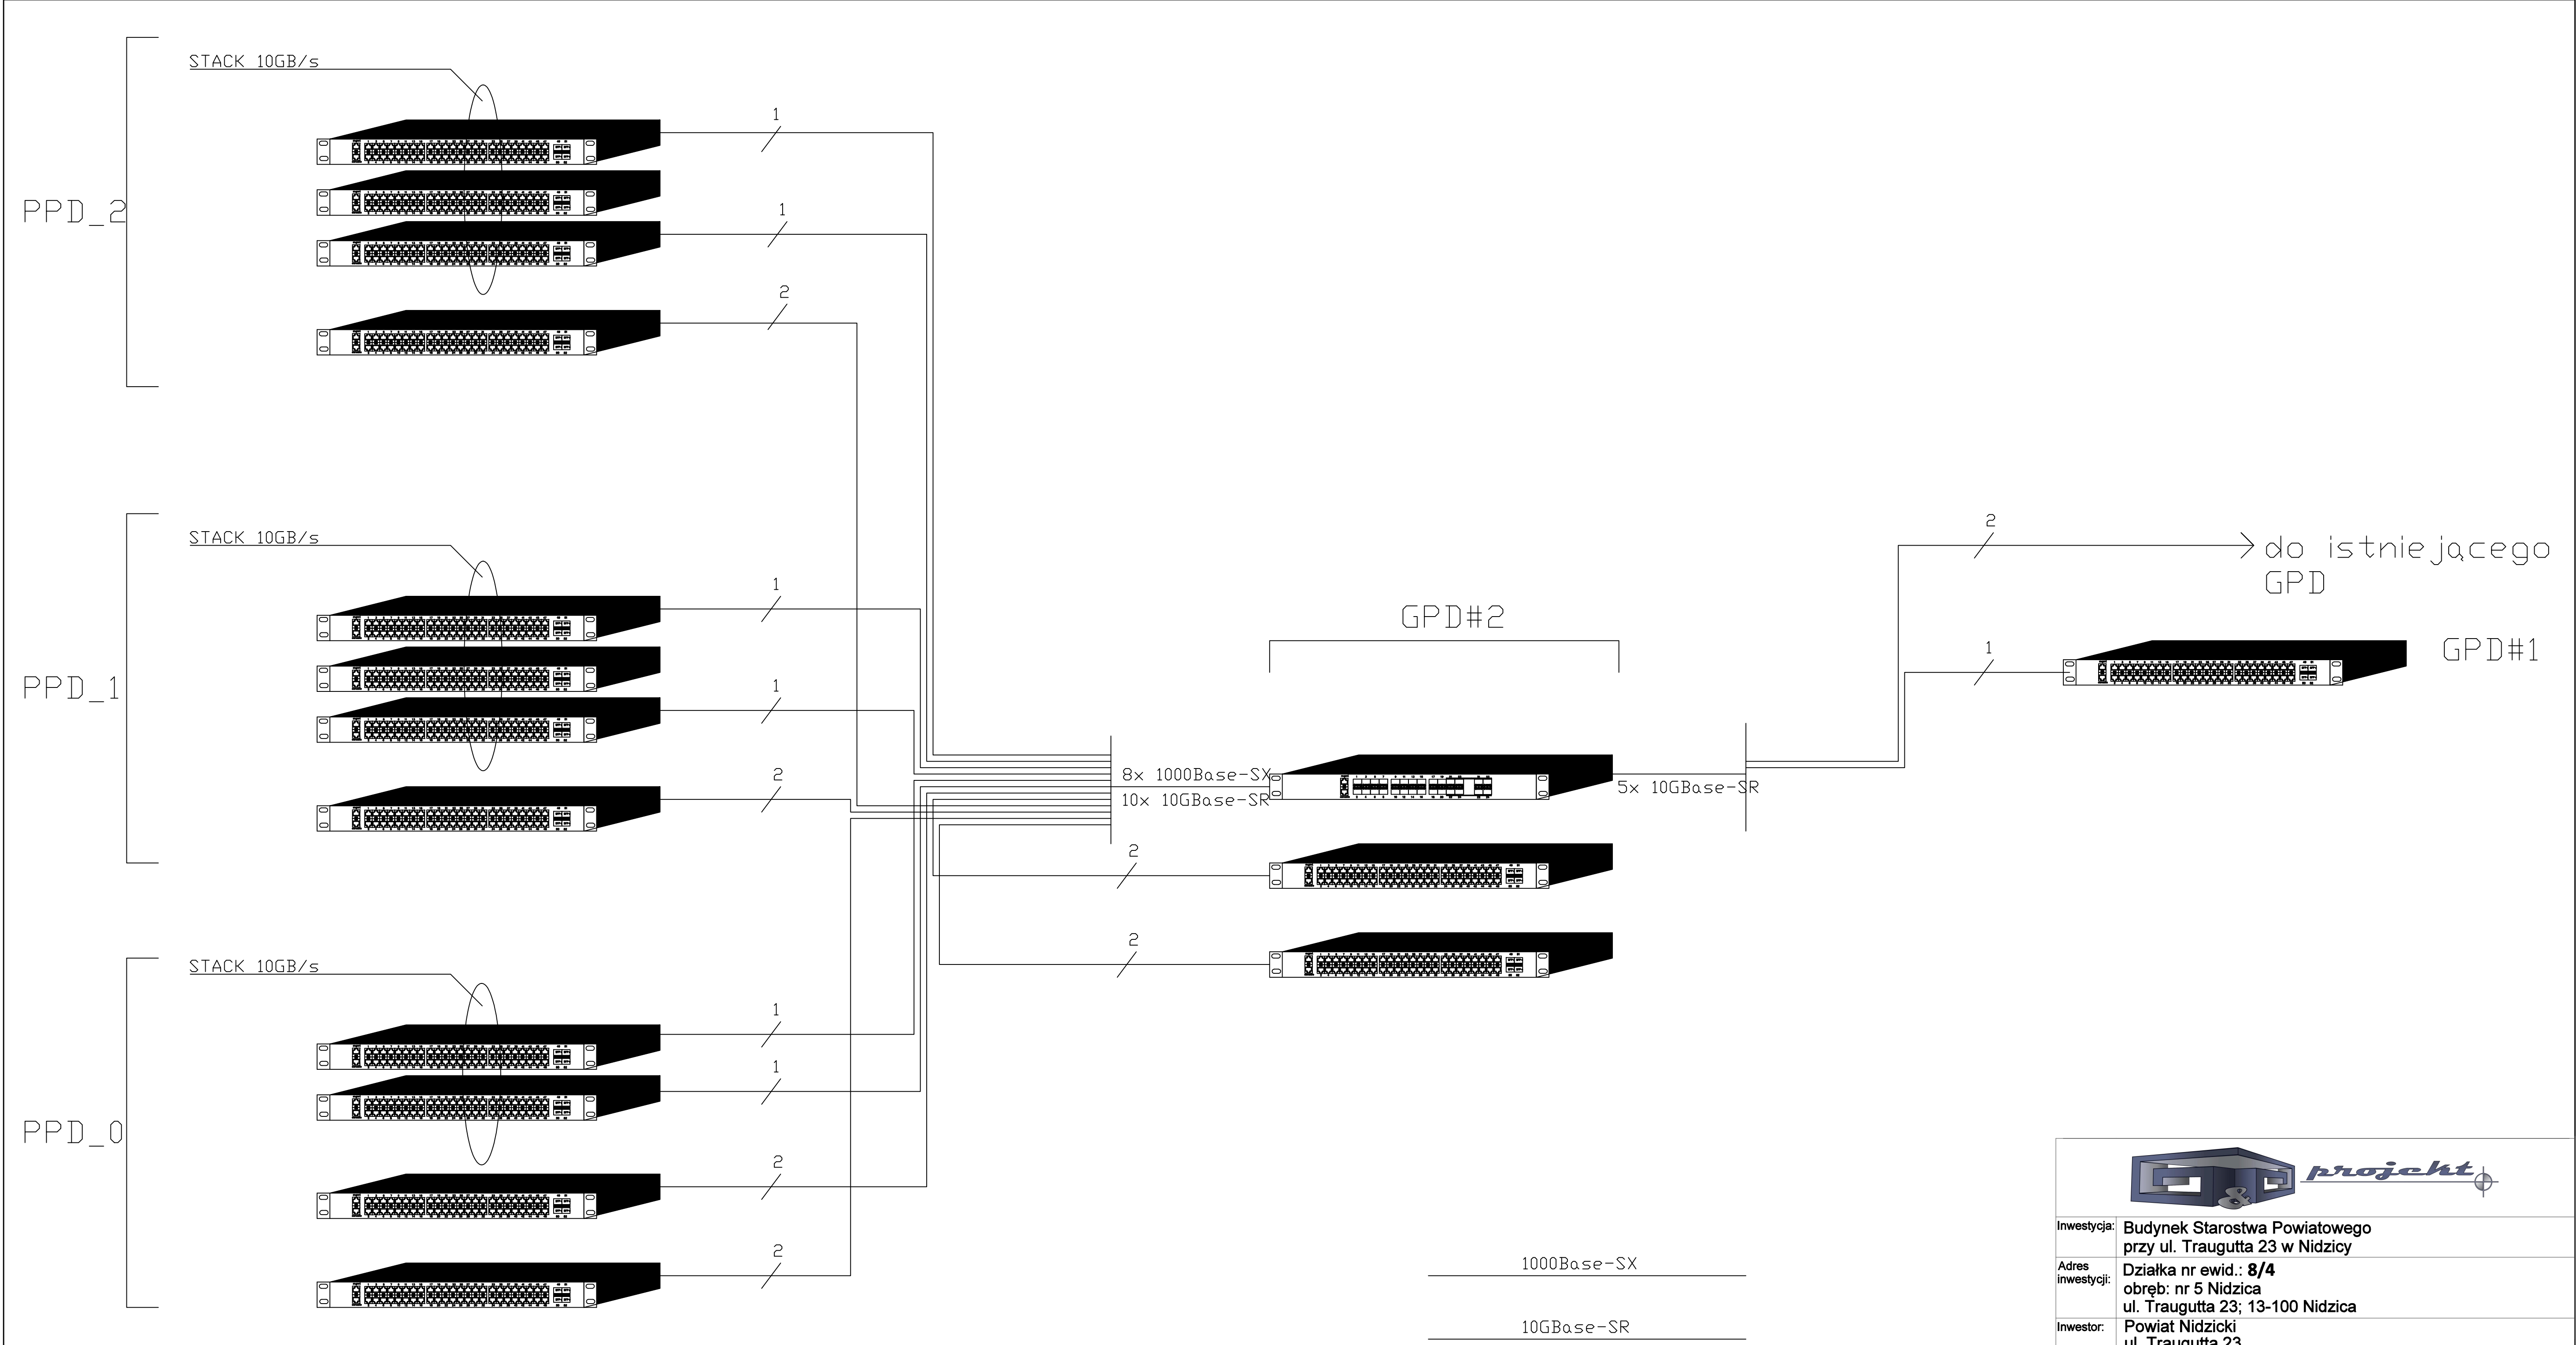 STACK 10GB/s
1
PPD_2
1
2
STACK 10GB/s
1
PPD_1
1
2
STACK 10GB/s
1
1
PPD_0
2
2
8x 1000Base-SX
10x 10GBase-SR
GPD#2
5x 10GBase-SR
2
2
2
do istniejącego
GPD
1
GPD#1
1000Base-SX
10GBase-SR
& projekt
Inwestycja: Budynek Starostwa Powiatowego
przy ul. Traugutta 23 w Nidzicy
Adres
inwestycji: Działka nr ewid.: 8/4
obręb: nr 5 Nidzica
ul. Traugutta 23; 13-100 Nidzica
Inwestor: Powiat Nidzicki
ul. Traugutta 23